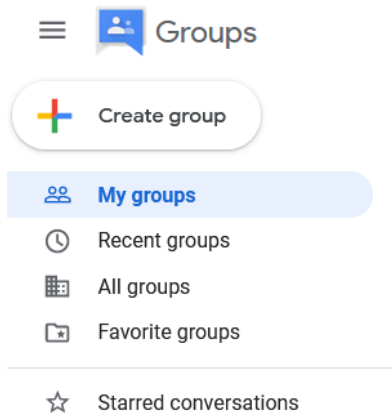 Groups
Create group
My groups
Recent groups
All groups
Favorite groups
Starred conversations